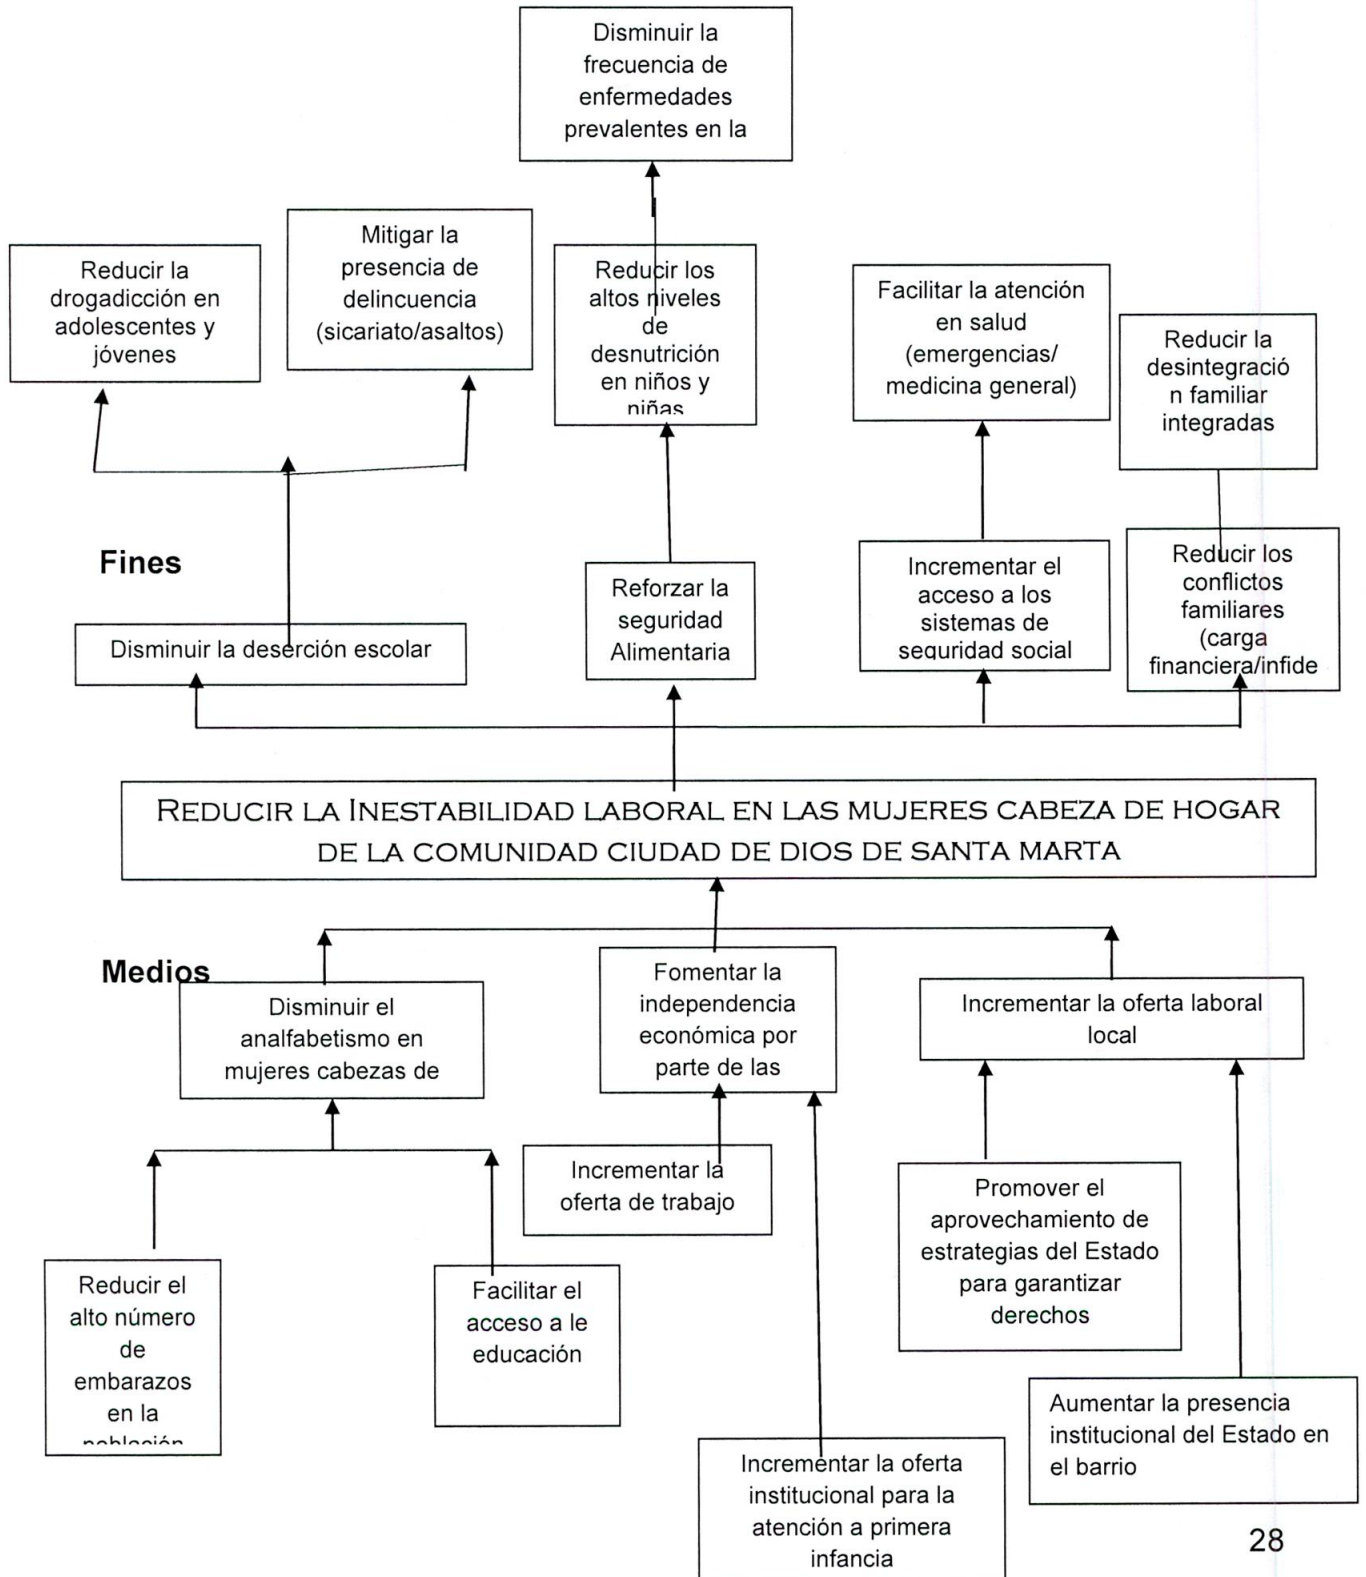 Disminuir la
frecuencia de
enfermedades
prevalentes en la
Reducir la
drogadicción en
adolescentes y
jóvenes
Mitigar la
presencia de
delincuencia
(sicariato/asaltos)
Reducir los
altos niveles
de
desnutrición
en niños y
niñas
Facilitar la atención
en salud
(emergencias/
medicina general)
Reducir la
desintegració
n familiar
integradas
Fines
Disminuir la deserción escolar
Reforzar la
seguridad
Alimentaria
Incrementar el
acceso a los
sistemas de
seguridad social
Reducir los
conflictos
familiares
(carga
financiera/infide
REDUCIR LA INESTABILIDAD LABORAL EN LAS MUJERES CABEZA DE HOGAR
DE LA COMUNIDAD CIUDAD DE DIOS DE SANTA MARTA
Medios
Disminuir el
analfabetismo en
mujeres cabezas de
Fomentar la
independencia
económica por
parte de las
Incrementar la oferta laboral
local
Incrementar la
oferta de trabajo
Promover el
aprovechamiento de
estrategias del Estado
para garantizar
derechos
Reducir el
alto número
de
embarazos
en la
población
Facilitar el
acceso a le
educación
Aumentar la presencia
institucional del Estado en
el barrio
Incrementar la oferta
institucional para la
atención a primera
infancia
28